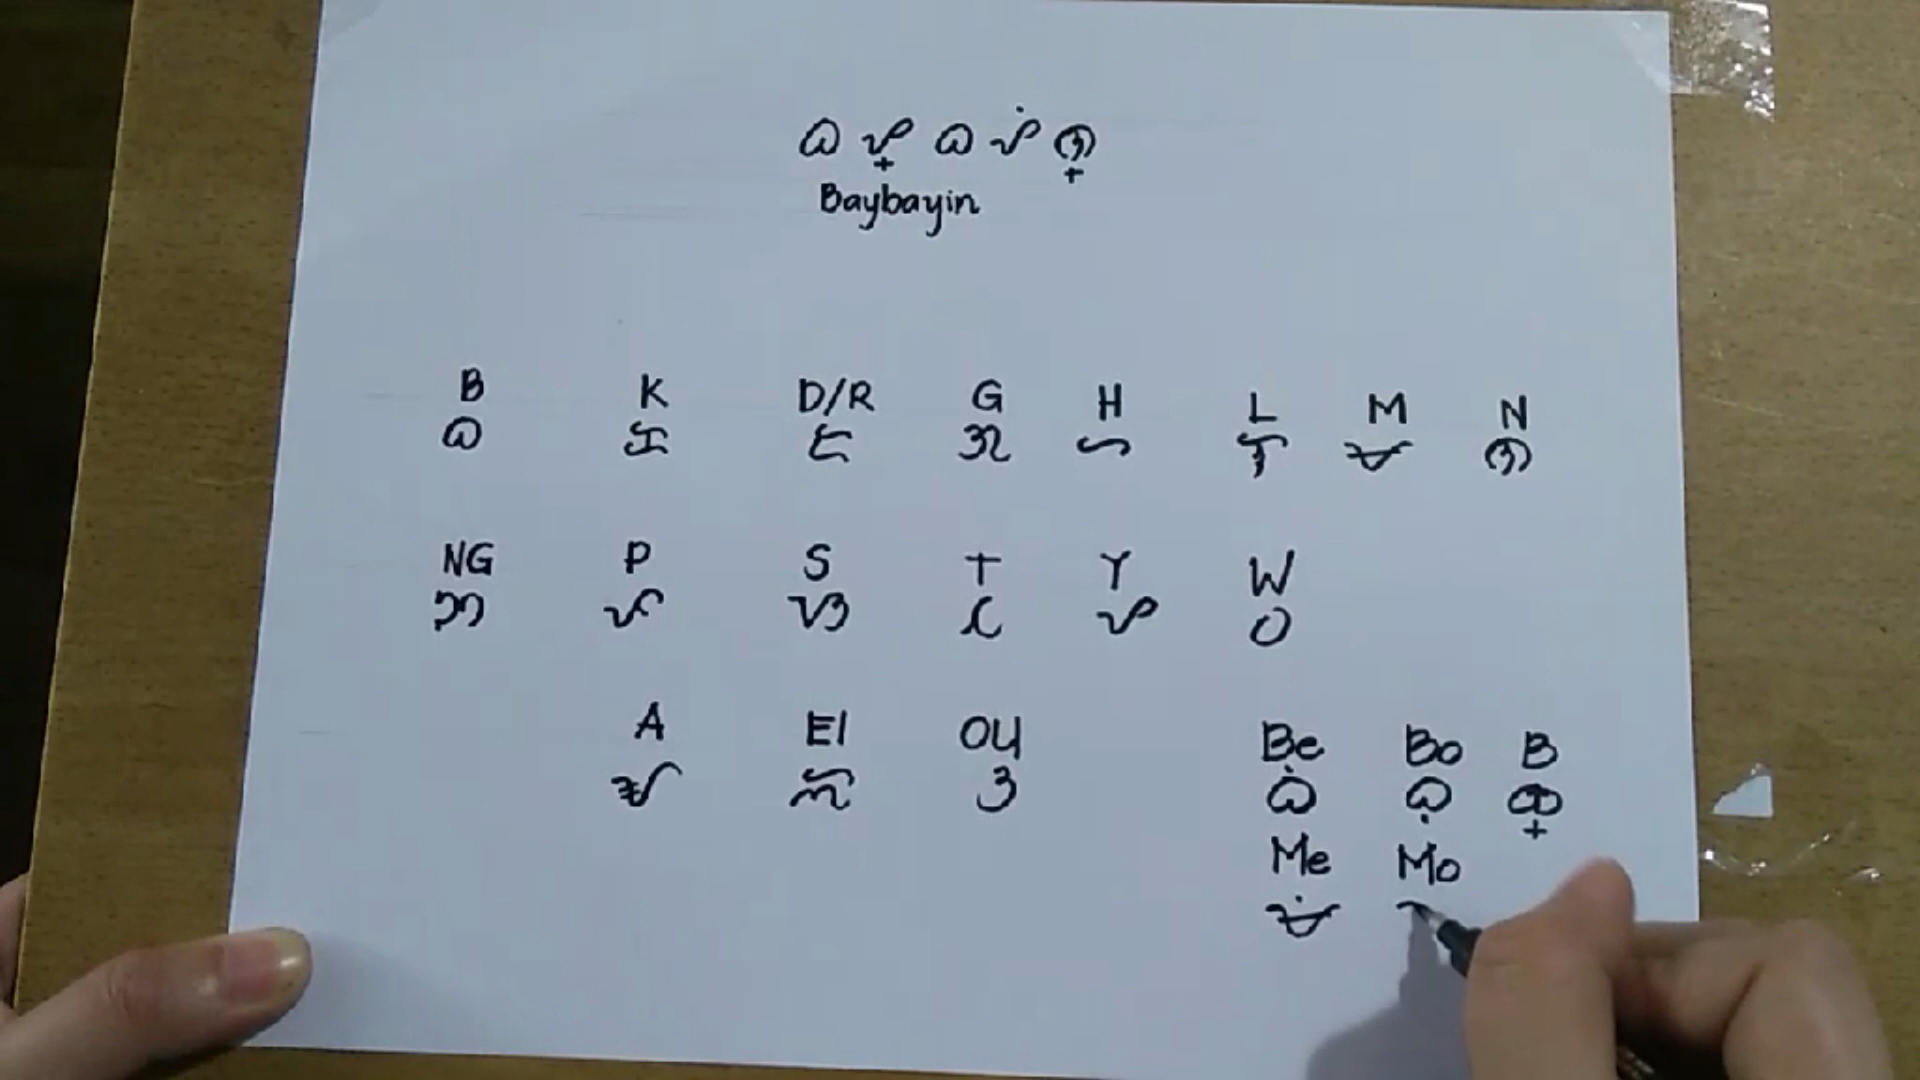 ᜊᜌ᜔ᜊᜌᜒᜈ᜔
Baybayin
B K D/R G H L M N
ᜊ ᜃ ᜇ ᜄ ᜑ ᜎ ᜋ ᜈ
NG P S T Y W
ᜅ ᜉ ᜐ ᜆ ᜌ ᜏ
A EI OU
ᜀ ᜁ ᜂ
Be Bo B
ᜊᜒ ᜊᜓ ᜊ᜔
Me Mo
ᜋᜒ